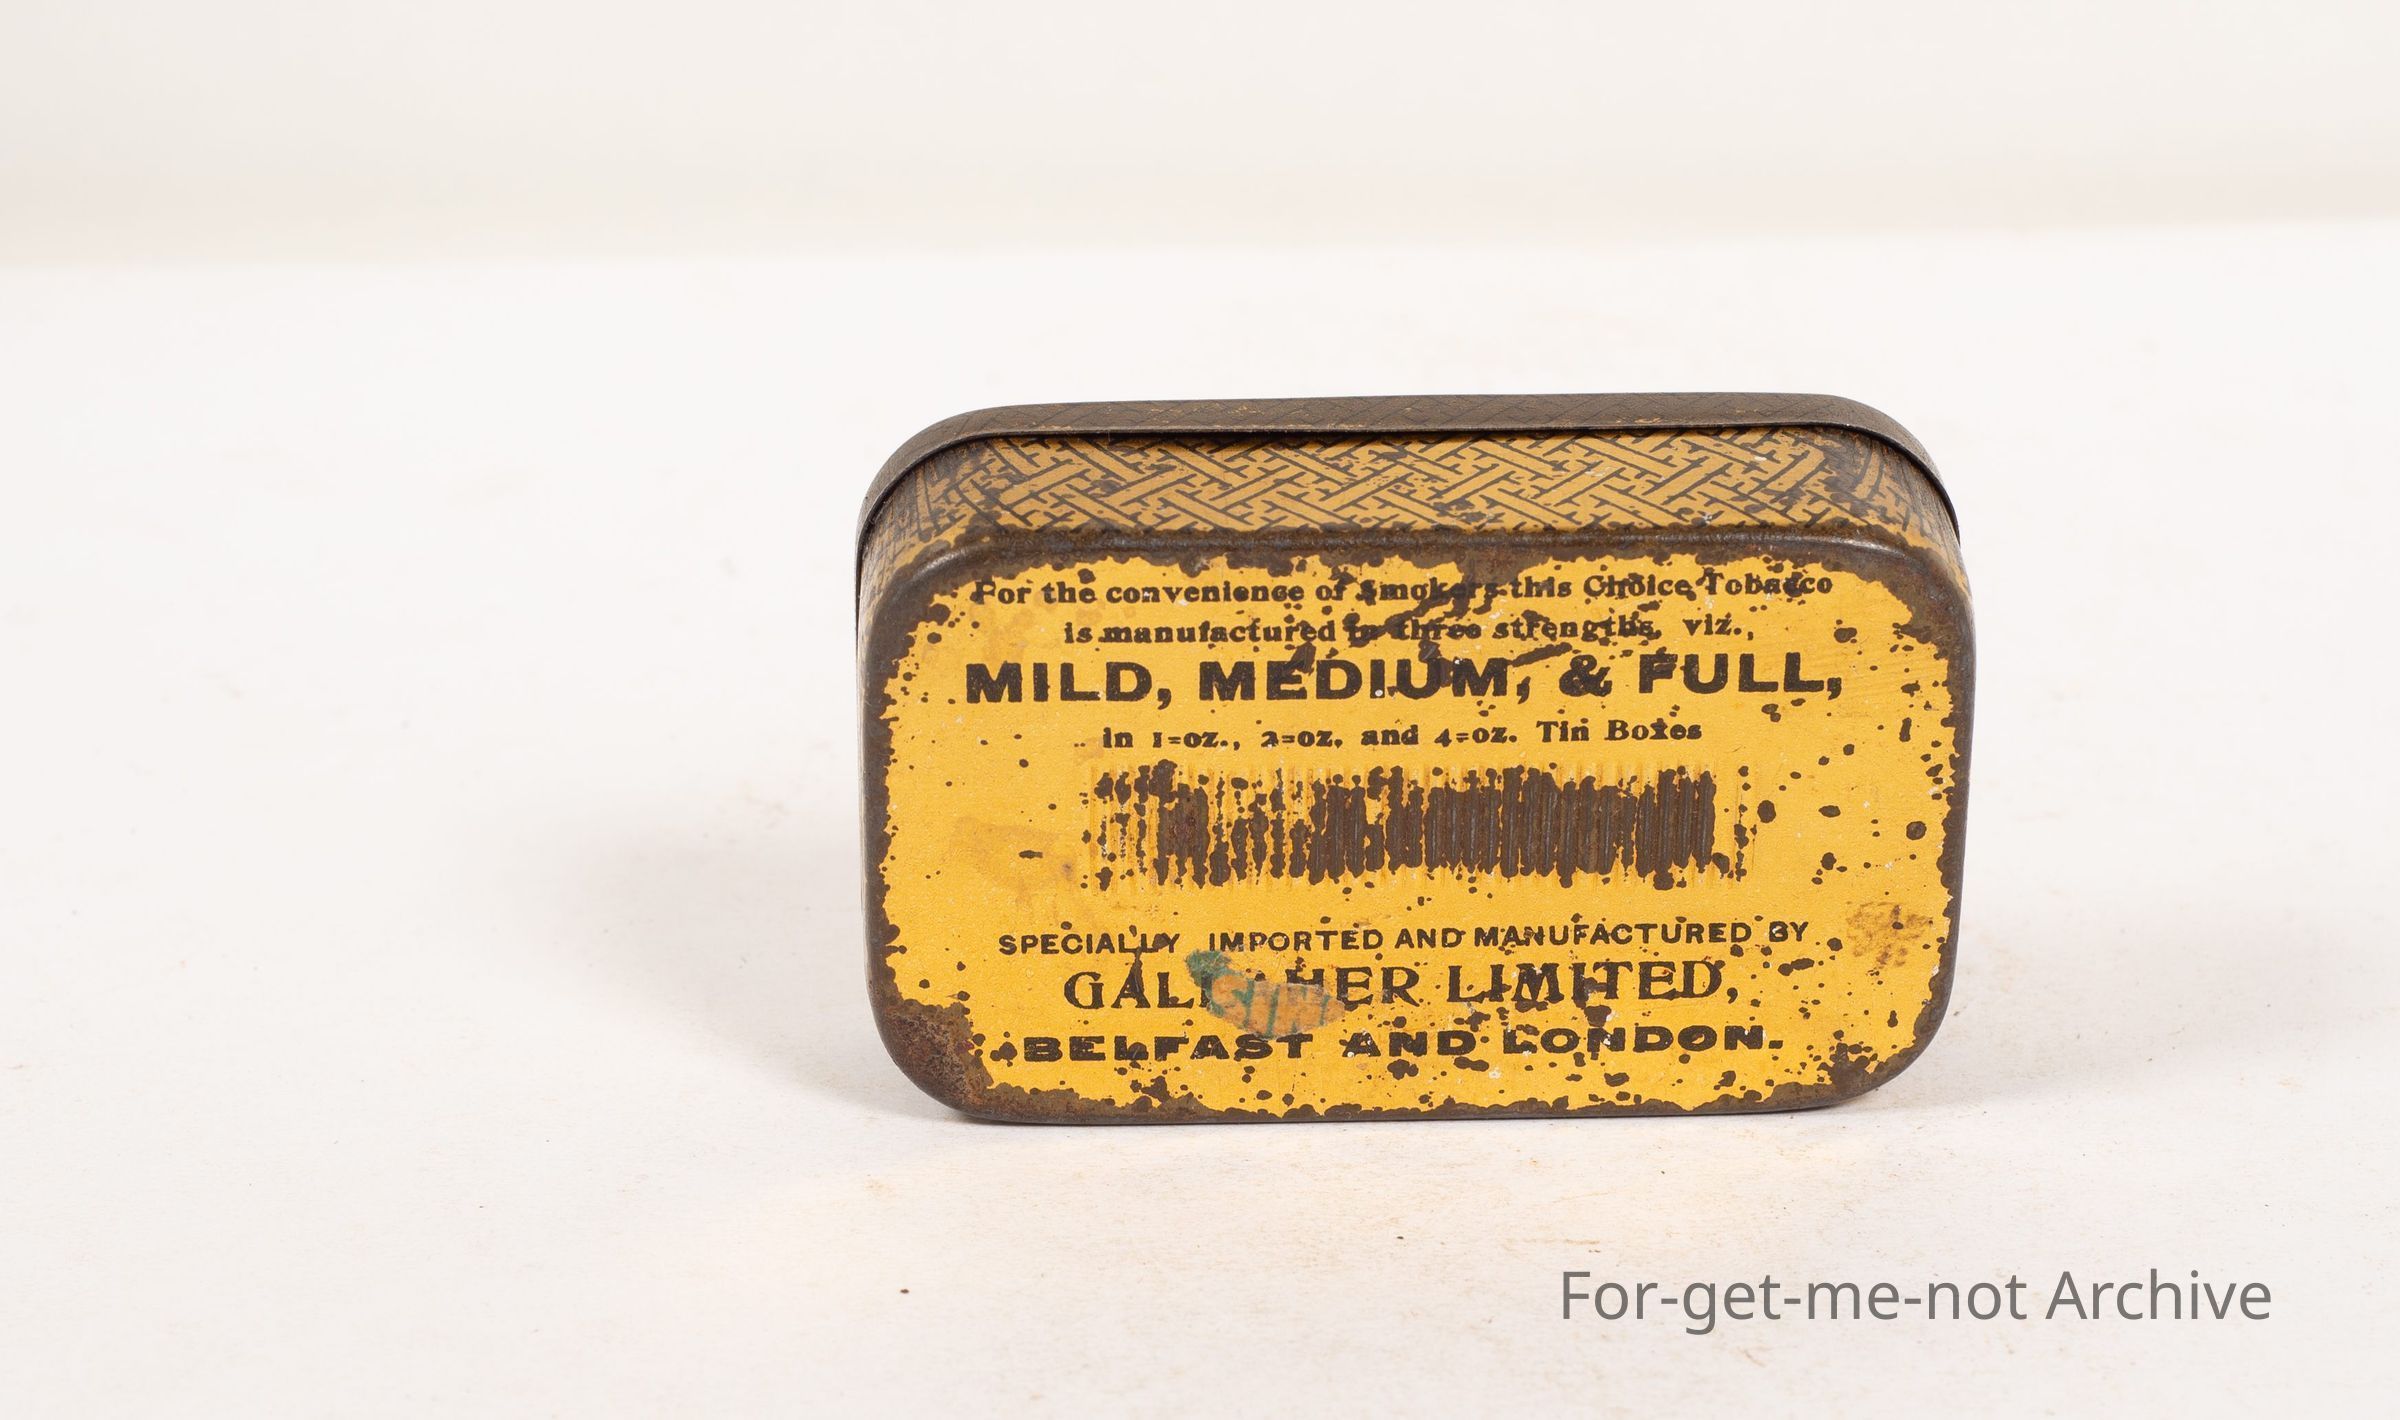 For the convenience of Smokers this Choice Tobacco
is manufactured in three strengths, viz.,
MILD, MEDIUM, & FULL,
in 1=oz., 2=oz. and 4=oz. Tin Boxes
SPECIALLY IMPORTED AND MANUFACTURED BY
LIMITED,
BELFAST AND LONDON.
For-get-me-not Archive